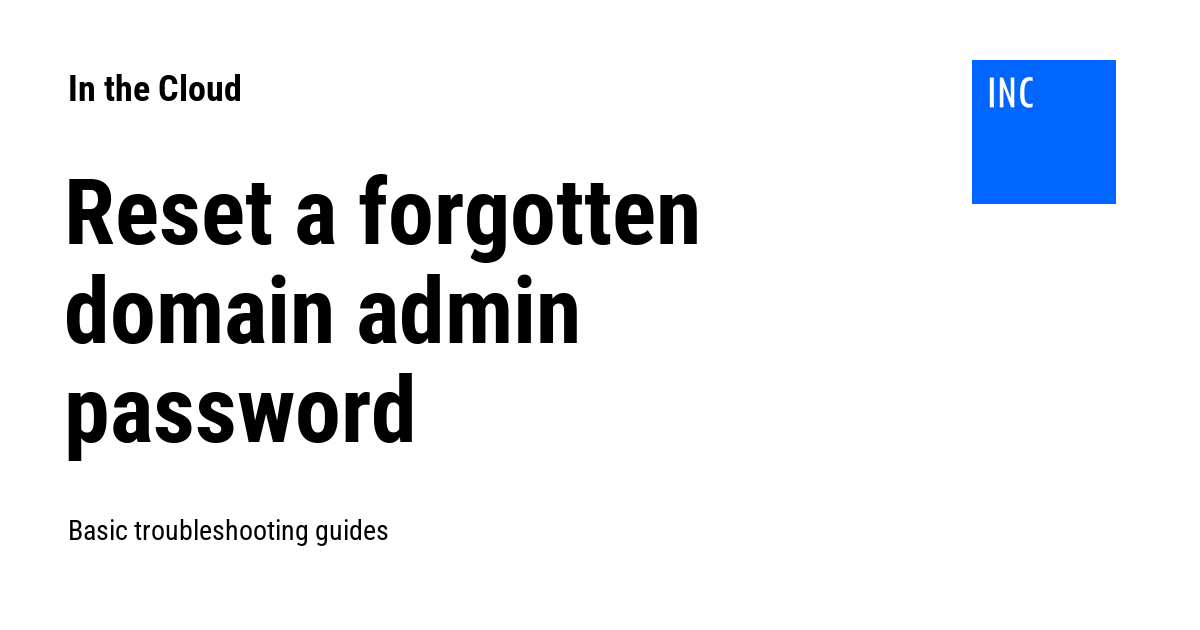 In the Cloud
INC
Reset a forgotten
domain admin
password
Basic troubleshooting guides